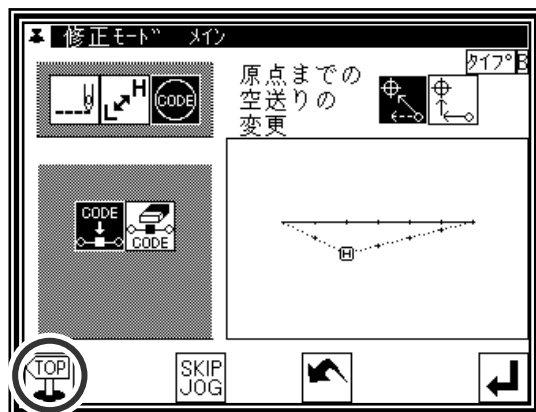 修正ﾓｰﾄﾞ ﾒｲﾝ
ﾀｲﾌﾟB
L H
CODE
原点までの
空送りの
変更
CODE
CODE
H
TOP
SKIP
JOG